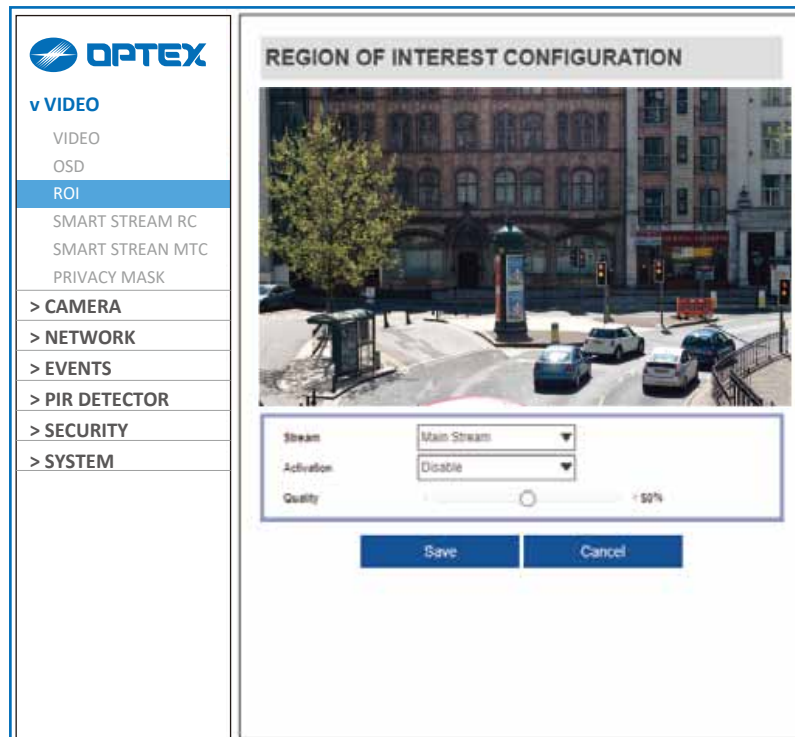 OPTEX
REGION OF INTEREST CONFIGURATION
v VIDEO
VIDEO
OSD
ROI
SMART STREAM RC
SMART STREAN MTC
PRIVACY MASK
> CAMERA
> NETWORK
> EVENTS
> PIR DETECTOR
> SECURITY
> SYSTEM
Stream Main Stream
Activation Disable
Quality - + 50%
Save Cancel